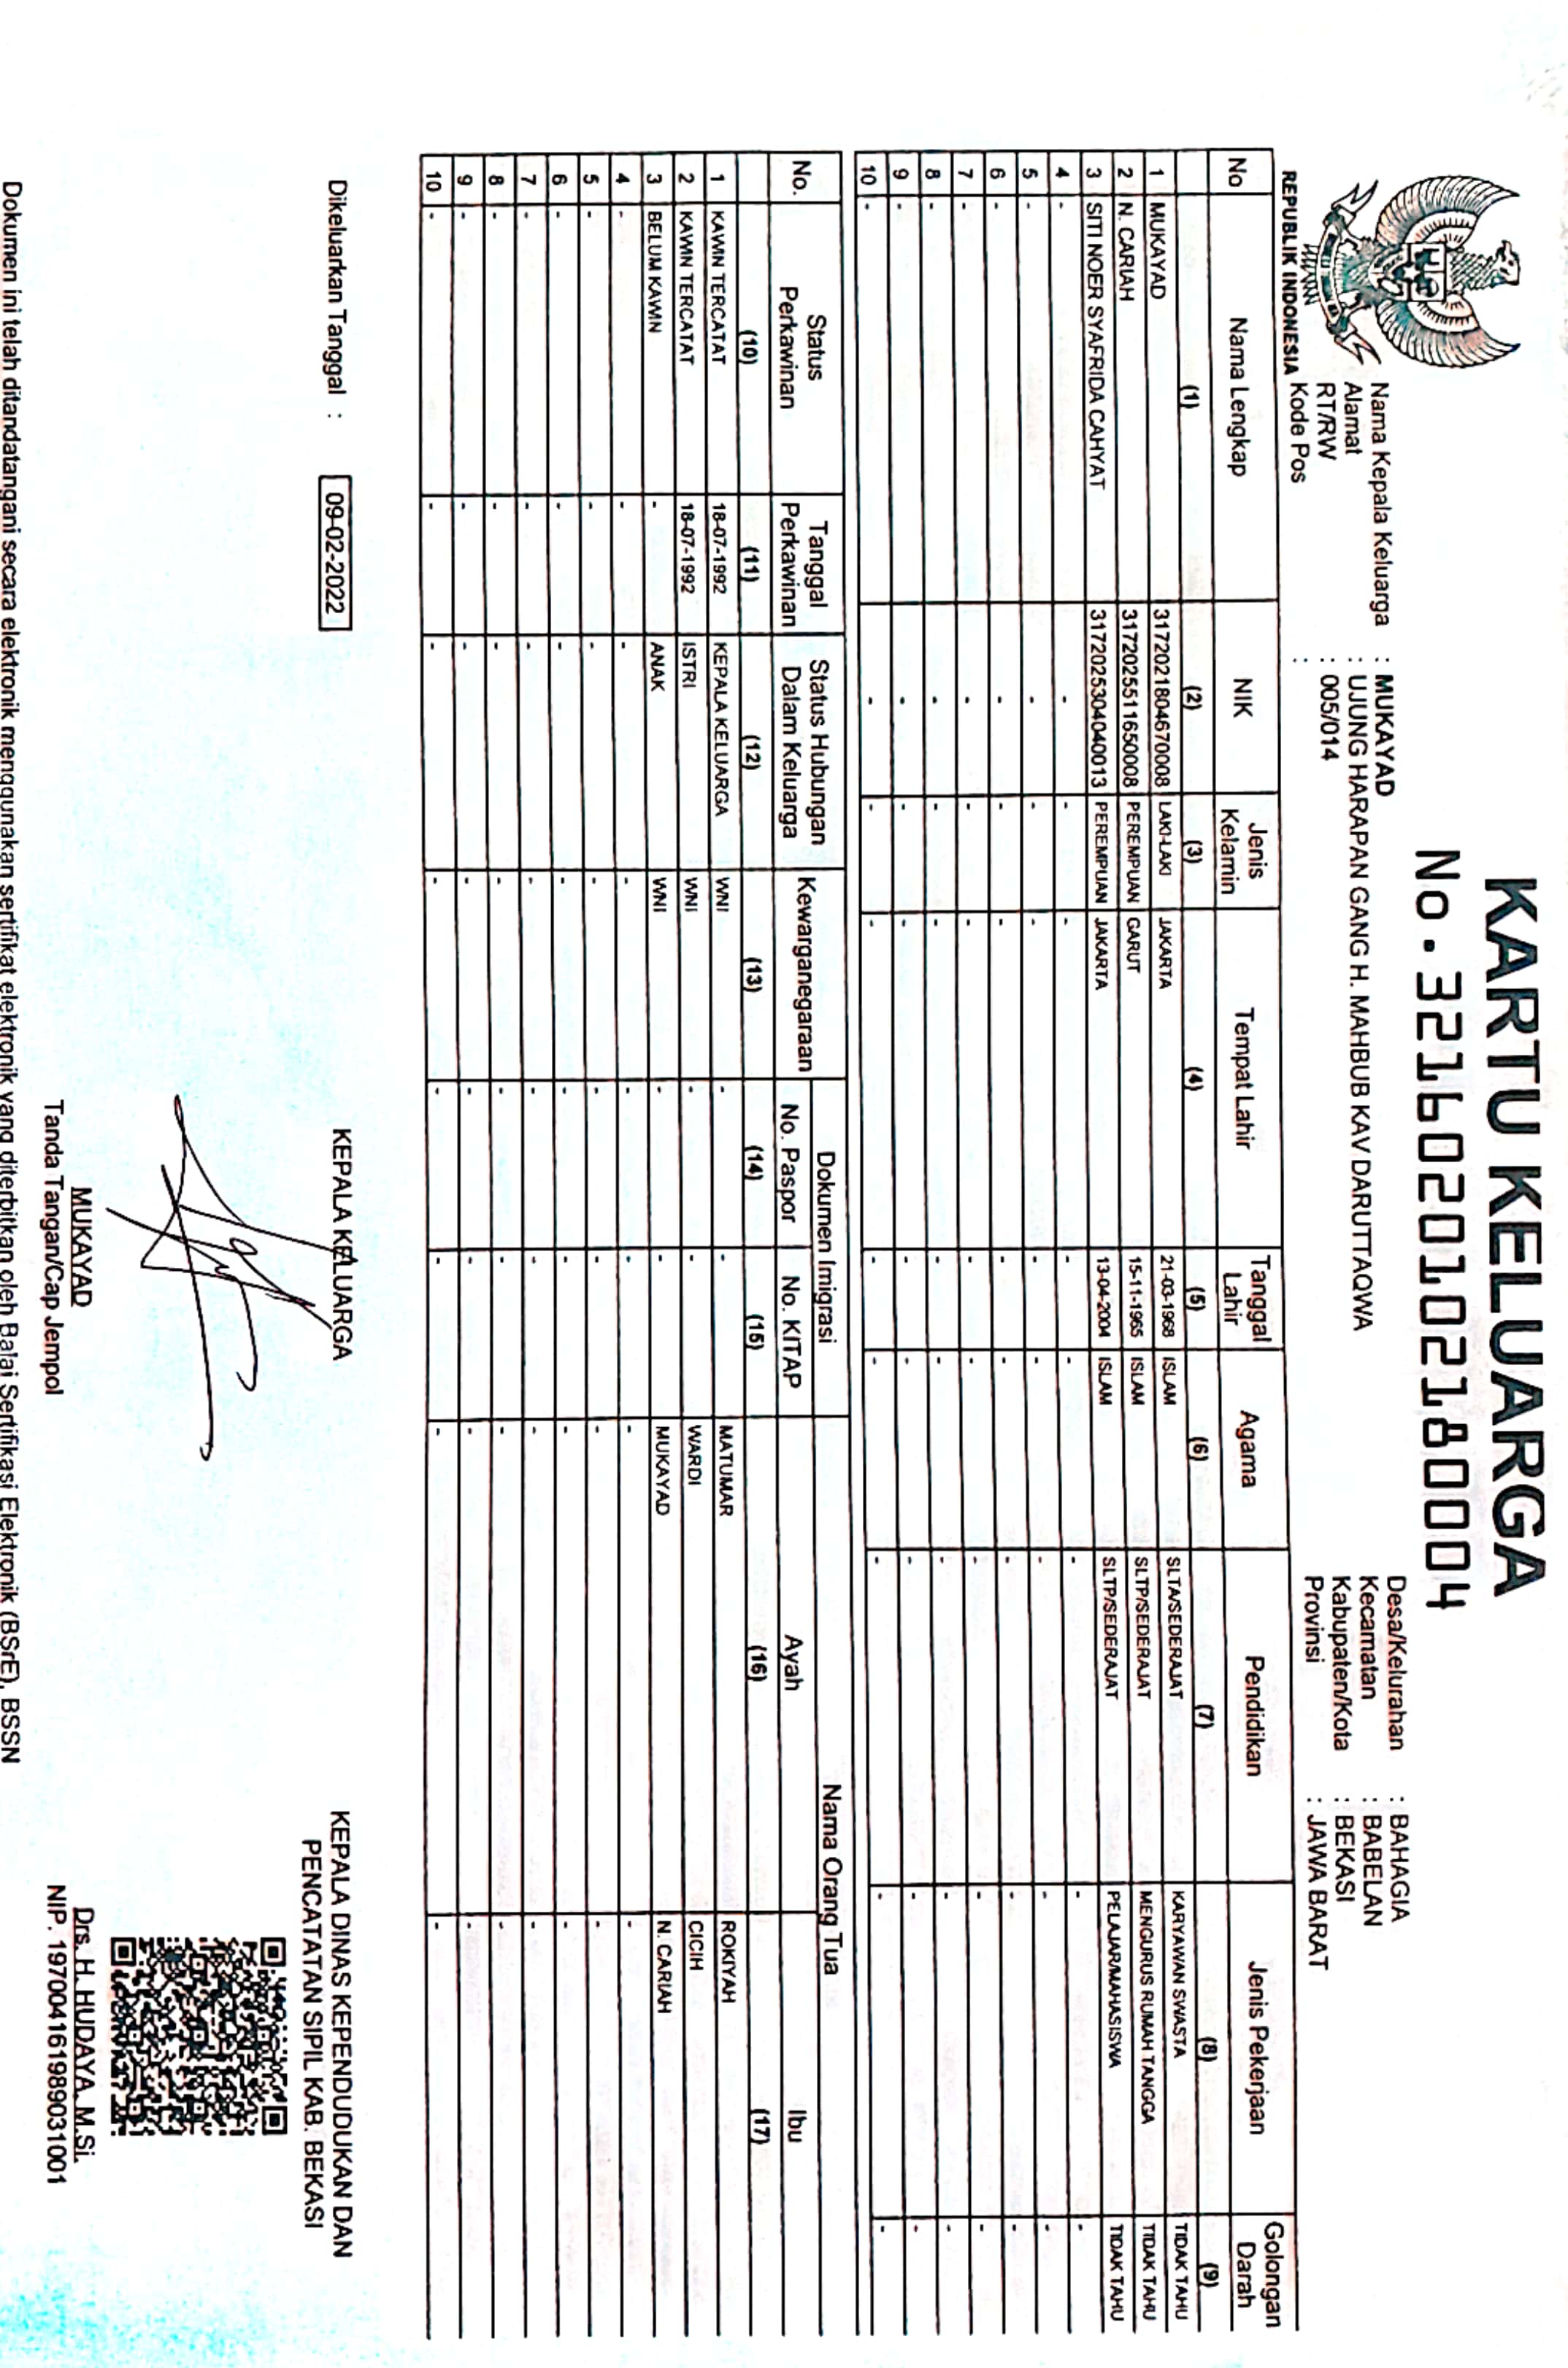 KARTU KELUARGA
No. 3216020102180004
REPUBLIK INDONESIA
Nama Kepala Keluarga : MUKAYAD
Alamat : UJUNG HARAPAN GANG H. MAHBUB KAV DARUTTAQWA
RT/RW : 005/014
Kode Pos :
Desa/Kelurahan : BAHAGIA
Kecamatan : BABELAN
Kabupaten/Kota : BEKASI
Provinsi : JAWA BARAT
No Nama Lengkap NIK Jenis Kelamin Tempat Lahir Tanggal Lahir Agama Pendidikan Jenis Pekerjaan Golongan Darah
(1) (2) (3) (4) (5) (6) (7) (8) (9)
1 MUKAYAD 3172021804670008 LAKI-LAKI JAKARTA 21-03-1968 ISLAM SLTA/SEDERAJAT KARYAWAN SWASTA TIDAK TAHU
2 N. CARIAH 3172025511650008 PEREMPUAN GARUT 15-11-1965 ISLAM SLTP/SEDERAJAT MENGURUS RUMAH TANGGA TIDAK TAHU
3 SITI NOER SYAFRIDA CAHYAT 3172025304040013 PEREMPUAN JAKARTA 13-04-2004 ISLAM SLTP/SEDERAJAT PELAJAR/MAHASISWA TIDAK TAHU
4 - - - - - - - - -
5 - - - - - - - - -
6 - - - - - - - - -
7 - - - - - - - - -
8 - - - - - - - - -
9 - - - - - - - - -
10 - - - - - - - - -
No. Status Perkawinan Tanggal Perkawinan Status Hubungan Dalam Keluarga Kewarganegaraan Dokumen Imigrasi Nama Orang Tua
No. Paspor No. KITAP Ayah Ibu
(10) (11) (12) (13) (14) (15) (16) (17)
1 KAWIN TERCATAT 18-07-1992 KEPALA KELUARGA WNI - - MATUMAR ROKIYAH
2 KAWIN TERCATAT 18-07-1992 ISTRI WNI - - WARDI CICIH
3 BELUM KAWIN - ANAK WNI - - MUKAYAD N. CARIAH
4 - - - - - - - -
5 - - - - - - - -
6 - - - - - - - -
7 - - - - - - - -
8 - - - - - - - -
9 - - - - - - - -
10 - - - - - - - -
Dikeluarkan Tanggal : 09-02-2022
KEPALA KELUARGA
MUKAYAD
Tanda Tangan/Cap Jempol
KEPALA DINAS KEPENDUDUKAN DAN
PENCATATAN SIPIL KAB. BEKASI
Drs. H. HUDAYA, M.Si.
NIP. 197004161989031001
Dokumen ini telah ditandatangani secara elektronik menggunakan sertifikat elektronik yang diterbitkan oleh Balai Sertifikasi Elektronik (BSrE), BSSN